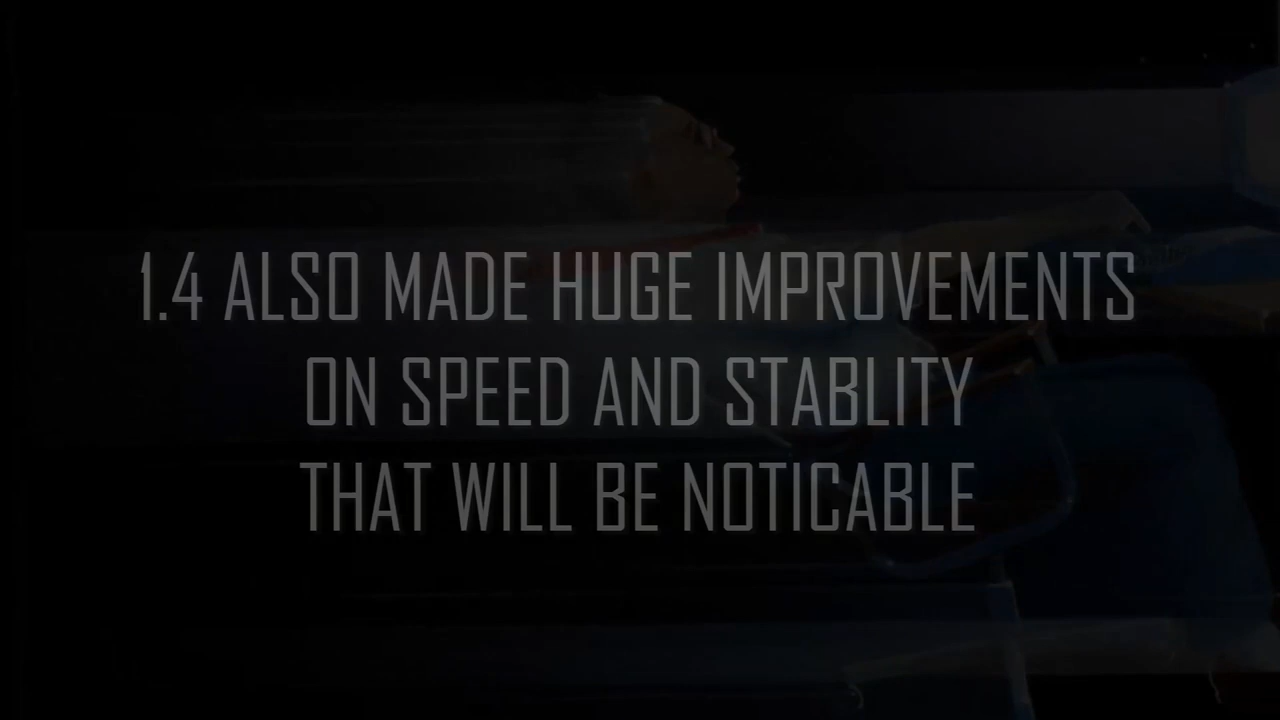 1.4 ALSO MADE HUGE IMPROVEMENTS
ON SPEED AND STABLITY
THAT WILL BE NOTICABLE